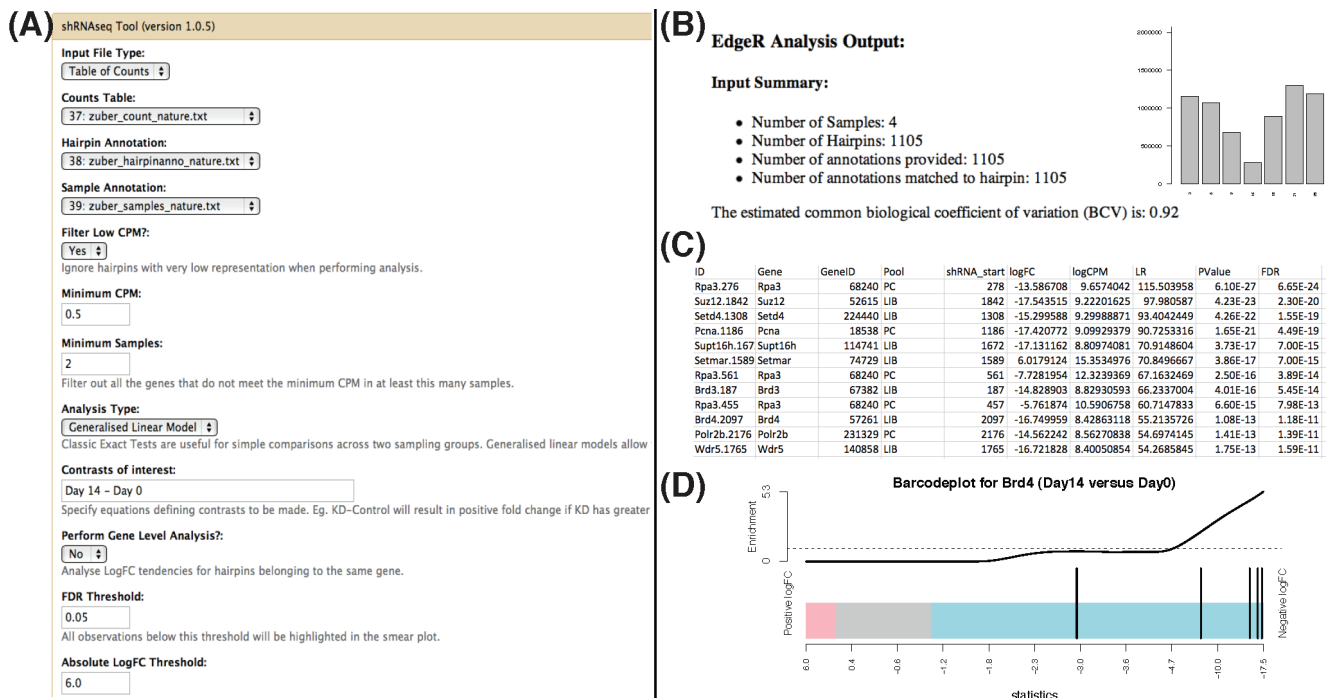 (A)
shRNAseq Tool (version 1.0.5)
Input File Type:
Table of Counts
Counts Table:
37: zuber_count_nature.txt
Hairpin Annotation:
38: zuber_hairpinanno_nature.txt
Sample Annotation:
39: zuber_samples_nature.txt
Filter Low CPM?:
Yes
Ignore hairpins with very low representation when performing analysis.
Minimum CPM:
0.5
Minimum Samples:
2
Filter out all the genes that do not meet the minimum CPM in at least this many samples.
Analysis Type:
Generalised Linear Model
Classic Exact Tests are useful for simple comparisons across two sampling groups. Generalised linear models allow
Contrasts of interest:
Day 14 - Day 0
Specify equations defining contrasts to be made. Eg. KD-Control will result in positive fold change if KD has greater
Perform Gene Level Analysis?:
No
Analyse LogFC tendencies for hairpins belonging to the same gene.
FDR Threshold:
0.05
All observations below this threshold will be highlighted in the smear plot.
Absolute LogFC Threshold:
6.0
(B)
EdgeR Analysis Output:
Input Summary:
• Number of Samples: 4
• Number of Hairpins: 1105
• Number of annotations provided: 1105
• Number of annotations matched to hairpin: 1105
The estimated common biological coefficient of variation (BCV) is: 0.92
2000000
1500000
1000000
500000
0
(C)
ID Gene GeneID Pool shRNA_start logFC logCPM LR PValue FDR
Rpa3.276 Rpa3 68240 PC 278 -13.586708 9.6574042 115.503958 6.10E-27 6.65E-24
Suz12.1842 Suz12 52615 LIB 1842 -17.543515 9.22201625 97.980587 4.23E-23 2.30E-20
Setd4.1308 Setd4 224440 LIB 1308 -15.299588 9.29988871 93.4042449 4.26E-22 1.55E-19
Pcna.1186 Pcna 18538 PC 1186 -17.420772 9.09929379 90.7253316 1.65E-21 4.49E-19
Supt16h.167 Supt16h 114741 LIB 1672 -17.131162 8.80974081 70.9148604 3.73E-17 7.00E-15
Setmar.1589 Setmar 74729 LIB 1589 6.0179124 15.3534976 70.8496667 3.86E-17 7.00E-15
Rpa3.561 Rpa3 68240 PC 561 -7.7281954 12.3239369 67.1632469 2.50E-16 3.89E-14
Brd3.187 Brd3 67382 LIB 187 -14.828903 8.82930593 66.2337004 4.01E-16 5.45E-14
Rpa3.455 Rpa3 68240 PC 457 -5.761874 10.5906758 60.7147833 6.60E-15 7.98E-13
Brd4.2097 Brd4 57261 LIB 2097 -16.749959 8.42863118 55.2135726 1.08E-13 1.18E-11
Polr2b.2176 Polr2b 231329 PC 2176 -14.562242 8.56270838 54.6974145 1.41E-13 1.39E-11
Wdr5.1765 Wdr5 140858 LIB 1765 -16.721828 8.40050854 54.2685845 1.75E-13 1.59E-11
(D)
Barcodeplot for Brd4 (Day14 versus Day0)
Enrichment
5.3
0
Positive logFC
Negative logFC
6.0 0.4 -0.6 -1.2 -1.8 -2.3 -3.0 -3.6 -4.7 -10.0 -17.5
statistics